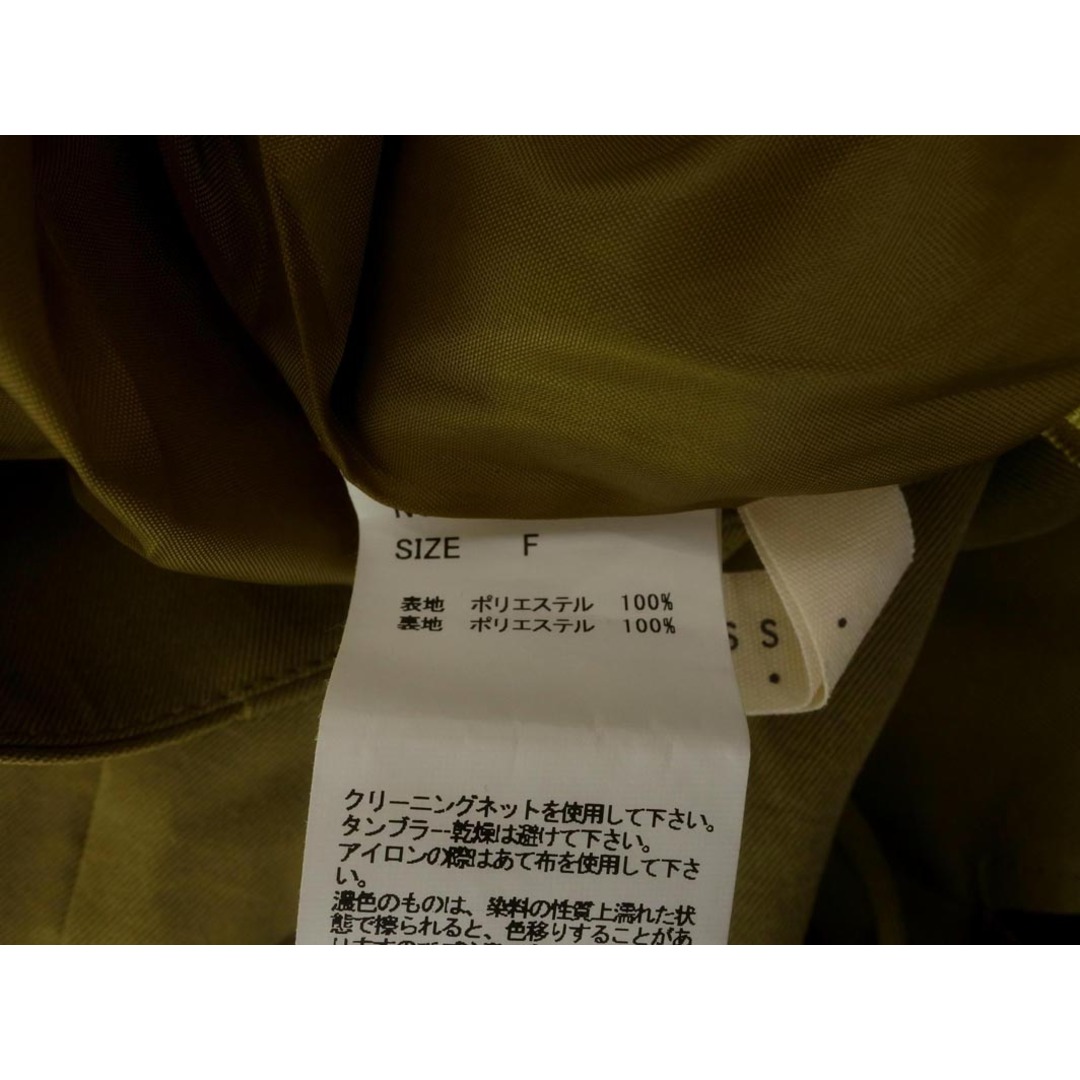 SIZE F
表地 ポリエステル 100%
裏地 ポリエステル 100%
SS
クリーニングネットを使用して下さい。
タンブラー乾燥は避けて下さい。
アイロンの際はあて布を使用して下さ
い。
濃色のものは、染料の性質上濡れた状
態で擦られると、色移りすることがあ